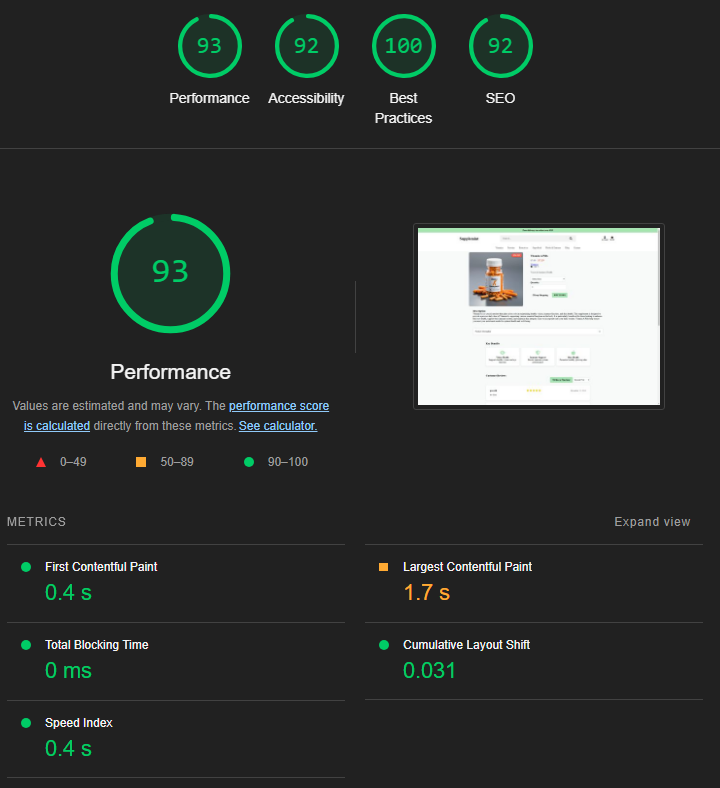 93
92
100
92
Performance
Accessibility
Best
Practices
SEO
93
Performance
Values are estimated and may vary. The performance score
is calculated directly from these metrics. See calculator.
0–49
50–89
90–100
METRICS
Expand view
First Contentful Paint
0.4 s
Largest Contentful Paint
1.7 s
Total Blocking Time
0 ms
Cumulative Layout Shift
0.031
Speed Index
0.4 s